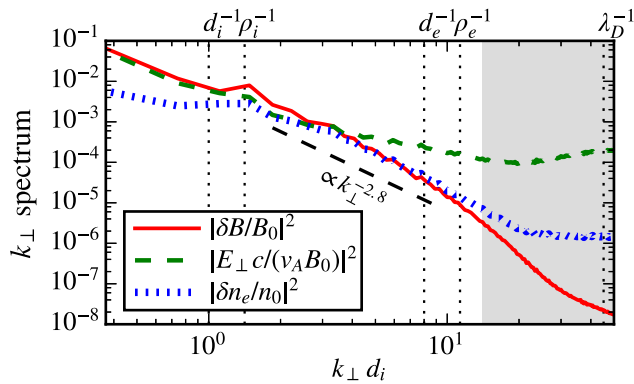 d_i^{-1} ρ_i^{-1} d_e^{-1} ρ_e^{-1} λ_D^{-1}
10^{-1}
10^{-2}
10^{-3}
10^{-4}
10^{-5}
10^{-6}
10^{-7}
10^{-8}
k_⊥ spectrum
∝k_⊥^{-2.8}
|δB/B_0|^2
|E_⊥c/(v_A B_0)|^2
|δn_e/n_0|^2
10^0 10^1
k_⊥ d_i